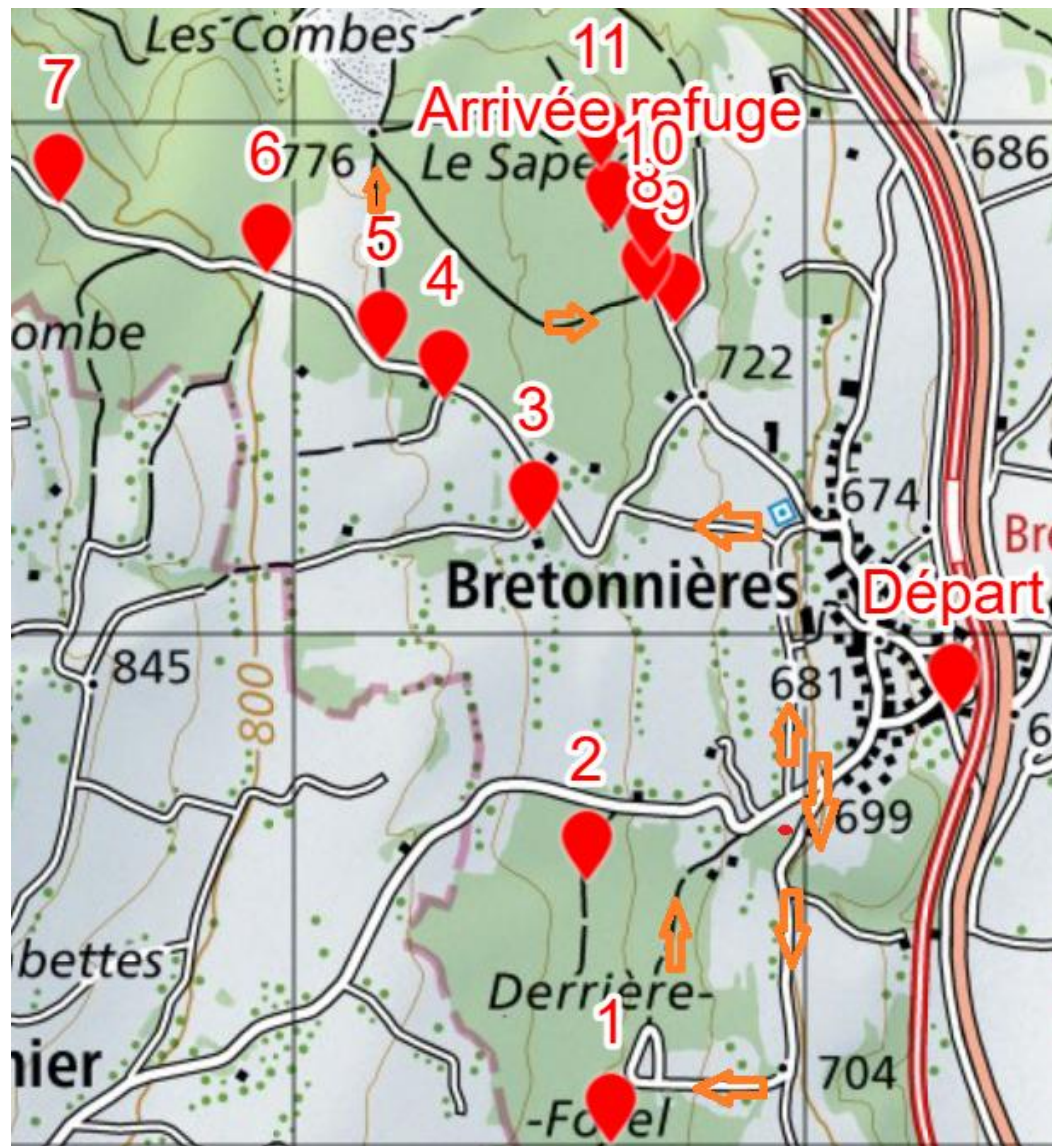 Les Combes
11
7
Arrivée refuge
6
776
Le Sape
10
686
8
9
5
4
ombe
722
3
674
Bre
Bretonnières
Départ
845
681
800
2
6
699
bettes
Derrière-
1
nier
704
-Fo el